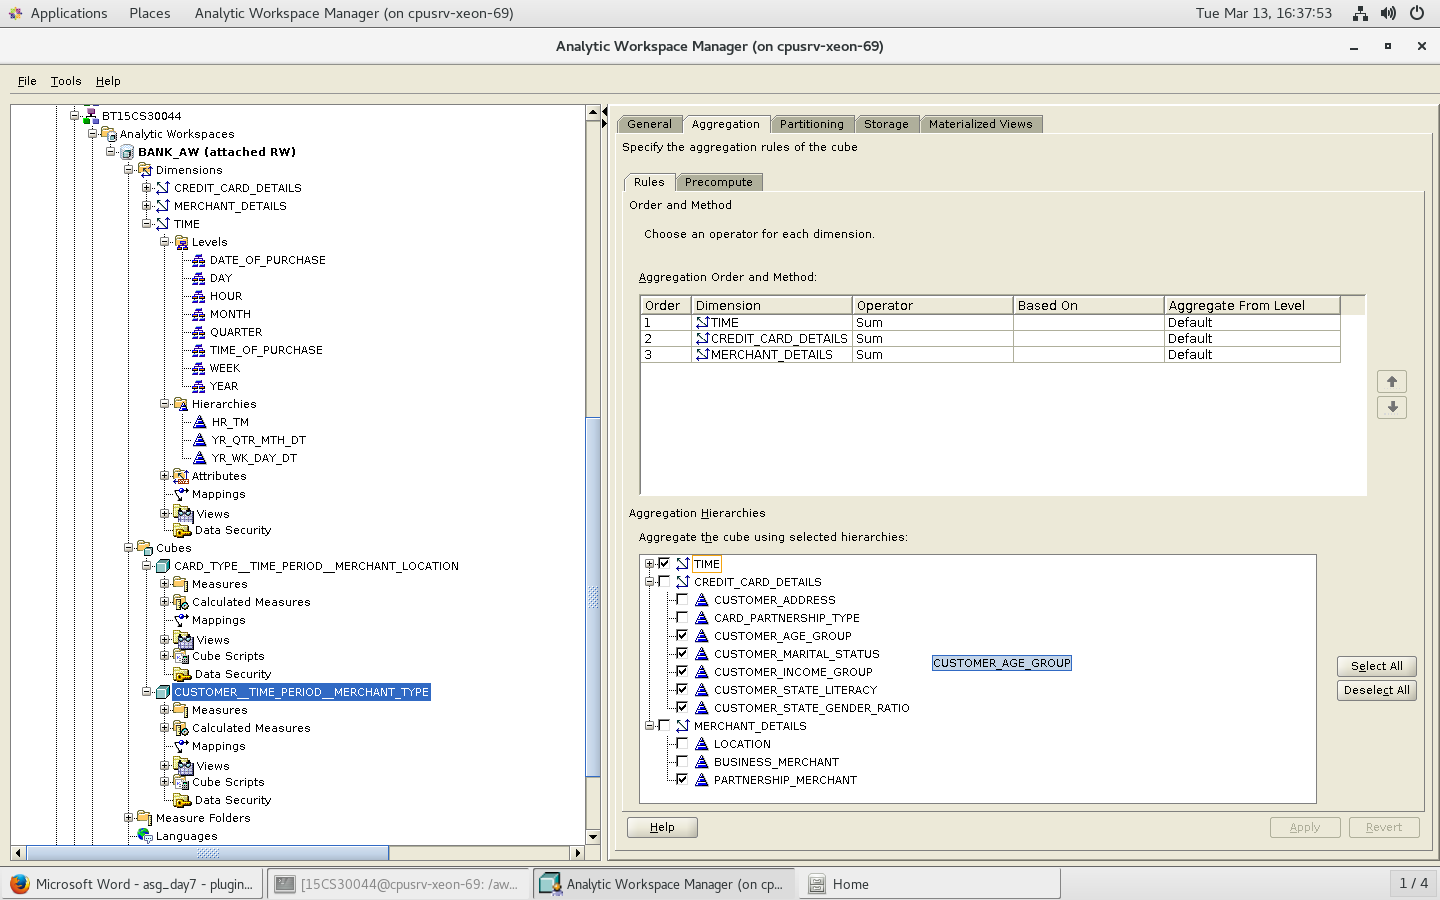 Applications Places Analytic Workspace Manager (on cpusrv-xeon-69) Tue Mar 13, 16:37:53
Analytic Workspace Manager (on cpusrv-xeon-69)
File Tools Help
BT15CS30044
Analytic Workspaces
BANK_AW (attached RW)
Dimensions
CREDIT_CARD_DETAILS
MERCHANT_DETAILS
TIME
Levels
DATE_OF_PURCHASE
DAY
HOUR
MONTH
QUARTER
TIME_OF_PURCHASE
WEEK
YEAR
Hierarchies
HR_TM
YR_QTR_MTH_DT
YR_WK_DAY_DT
Attributes
Mappings
Views
Data Security
Cubes
CARD_TYPE__TIME_PERIOD__MERCHANT_LOCATION
Measures
Calculated Measures
Mappings
Views
Cube Scripts
Data Security
CUSTOMER__TIME_PERIOD__MERCHANT_TYPE
Measures
Calculated Measures
Mappings
Views
Cube Scripts
Data Security
Measure Folders
Languages
General Aggregation Partitioning Storage Materialized Views
Specify the aggregation rules of the cube
Rules Precompute
Order and Method
Choose an operator for each dimension.
Aggregation Order and Method:
Order Dimension Operator Based On Aggregate From Level
1 TIME Sum Default
2 CREDIT_CARD_DETAILS Sum Default
3 MERCHANT_DETAILS Sum Default
Aggregation Hierarchies
Aggregate the cube using selected hierarchies:
TIME
CREDIT_CARD_DETAILS
CUSTOMER_ADDRESS
CARD_PARTNERSHIP_TYPE
CUSTOMER_AGE_GROUP
CUSTOMER_MARITAL_STATUS
CUSTOMER_INCOME_GROUP
CUSTOMER_STATE_LITERACY
CUSTOMER_STATE_GENDER_RATIO
MERCHANT_DETAILS
LOCATION
BUSINESS_MERCHANT
PARTNERSHIP_MERCHANT
CUSTOMER_AGE_GROUP
Select All
Deselect All
Help Apply Revert
Microsoft Word - asg_day7 - plugin... [15CS30044@cpusrv-xeon-69: /aw... Analytic Workspace Manager (on cp... Home 1 / 4